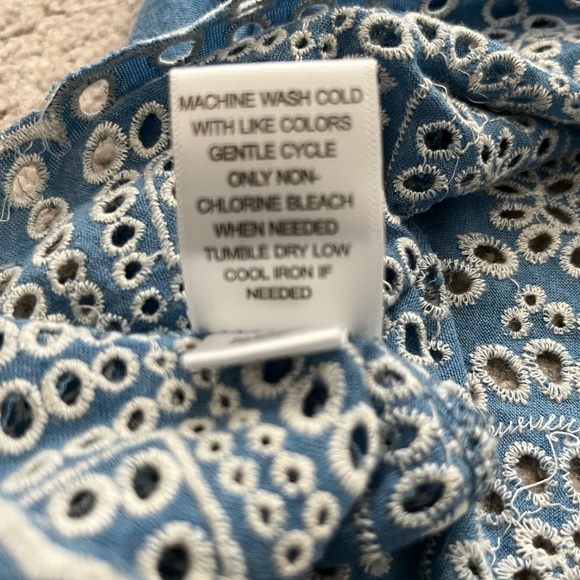 MACHINE WASH COLD
WITH LIKE COLORS
GENTLE CYCLE
ONLY NON-
CHLORINE BLEACH
WHEN NEEDED
TUMBLE DRY LOW
COOL IRON IF
NEEDED